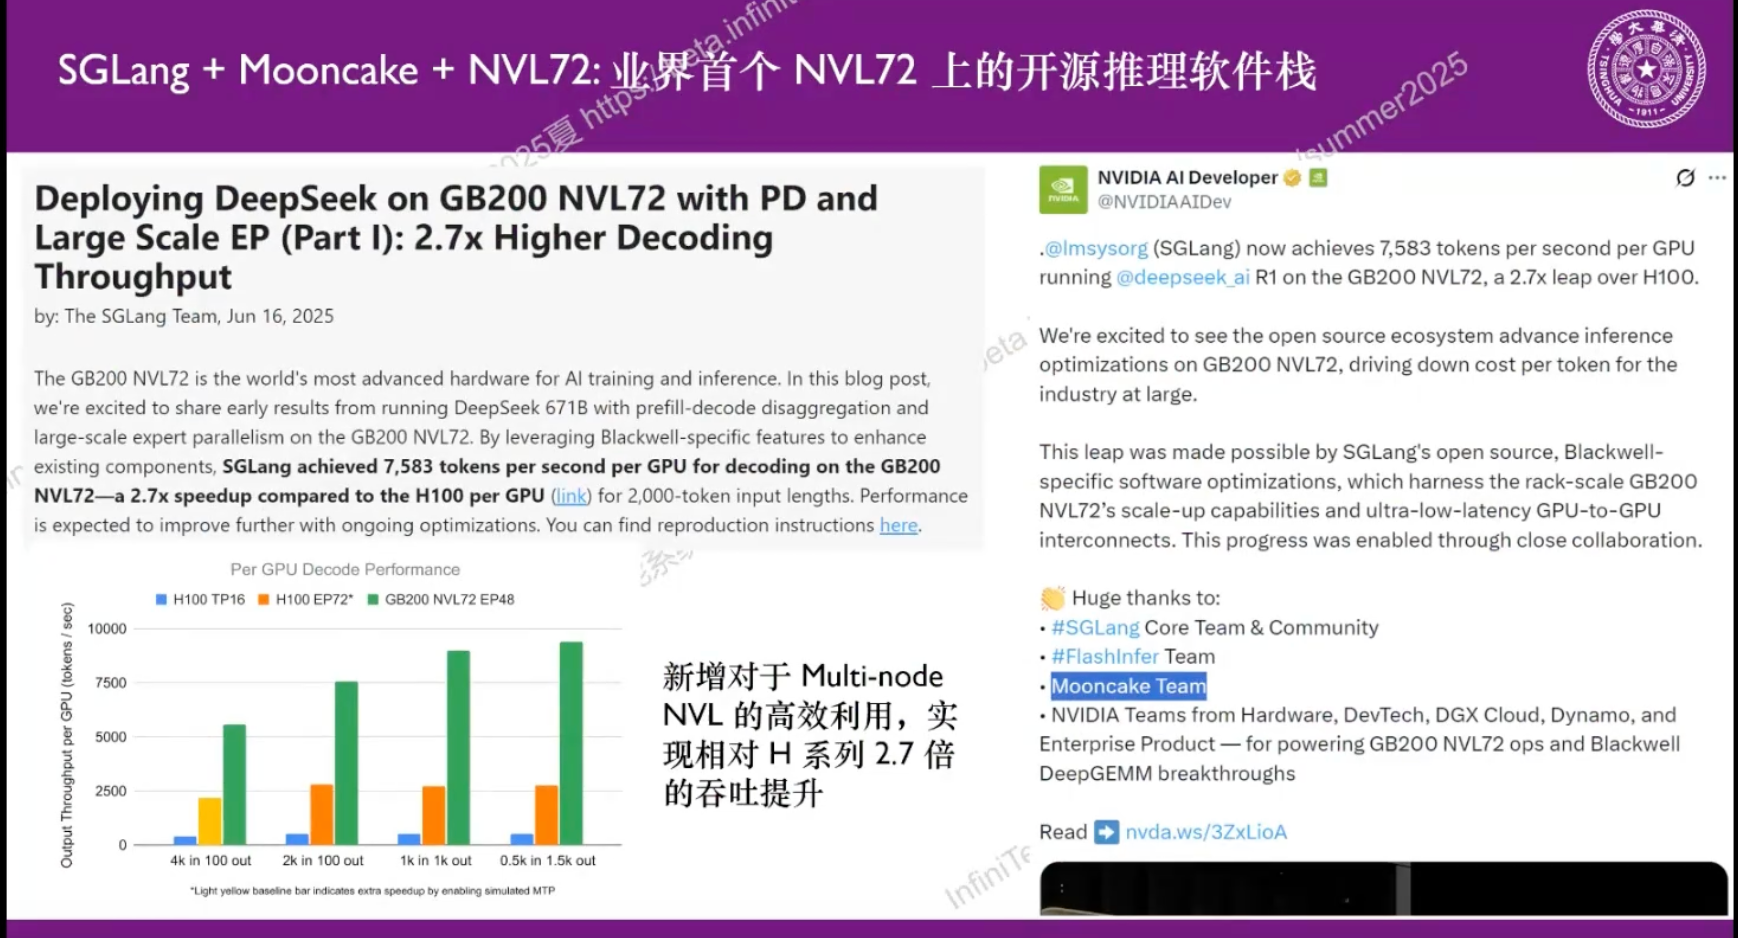 SGLang + Mooncake + NVL72: 业界首个 NVL72 上的开源推理软件栈
2025夏 https:
beta.infini
summer2025
TSINGHUA UNIVERSITY
1911
Deploying DeepSeek on GB200 NVL72 with PD and
Large Scale EP (Part I): 2.7x Higher Decoding
Throughput
by: The SGLang Team, Jun 16, 2025
The GB200 NVL72 is the world's most advanced hardware for AI training and inference. In this blog post,
we're excited to share early results from running DeepSeek 671B with prefill-decode disaggregation and
large-scale expert parallelism on the GB200 NVL72. By leveraging Blackwell-specific features to enhance
existing components, SGLang achieved 7,583 tokens per second per GPU for decoding on the GB200
NVL72—a 2.7x speedup compared to the H100 per GPU (link) for 2,000-token input lengths. Performance
is expected to improve further with ongoing optimizations. You can find reproduction instructions here.
Per GPU Decode Performance
H100 TP16 H100 EP72* GB200 NVL72 EP48
Output Throughput per GPU (tokens / sec)
10000
7500
5000
2500
0
4k in 100 out 2k in 100 out 1k in 1k out 0.5k in 1.5k out
*Light yellow baseline bar indicates extra speedup by enabling simulated MTP
新增对于 Multi-node
NVL 的高效利用，实
现相对 H 系列 2.7 倍
的吞吐提升
NVIDIA AI Developer
NVIDIA
@NVIDIAAIDev
.@lmsysorg (SGLang) now achieves 7,583 tokens per second per GPU
running @deepseek_ai R1 on the GB200 NVL72, a 2.7x leap over H100.
We're excited to see the open source ecosystem advance inference
optimizations on GB200 NVL72, driving down cost per token for the
industry at large.
This leap was made possible by SGLang's open source, Blackwell-
specific software optimizations, which harness the rack-scale GB200
NVL72's scale-up capabilities and ultra-low-latency GPU-to-GPU
interconnects. This progress was enabled through close collaboration.
👏 Huge thanks to:
• #SGLang Core Team & Community
• #FlashInfer Team
• Mooncake Team
• NVIDIA Teams from Hardware, DevTech, DGX Cloud, Dynamo, and
Enterprise Product — for powering GB200 NVL72 ops and Blackwell
DeepGEMM breakthroughs
Read ➡️ nvda.ws/3ZxLioA
InfiniTe